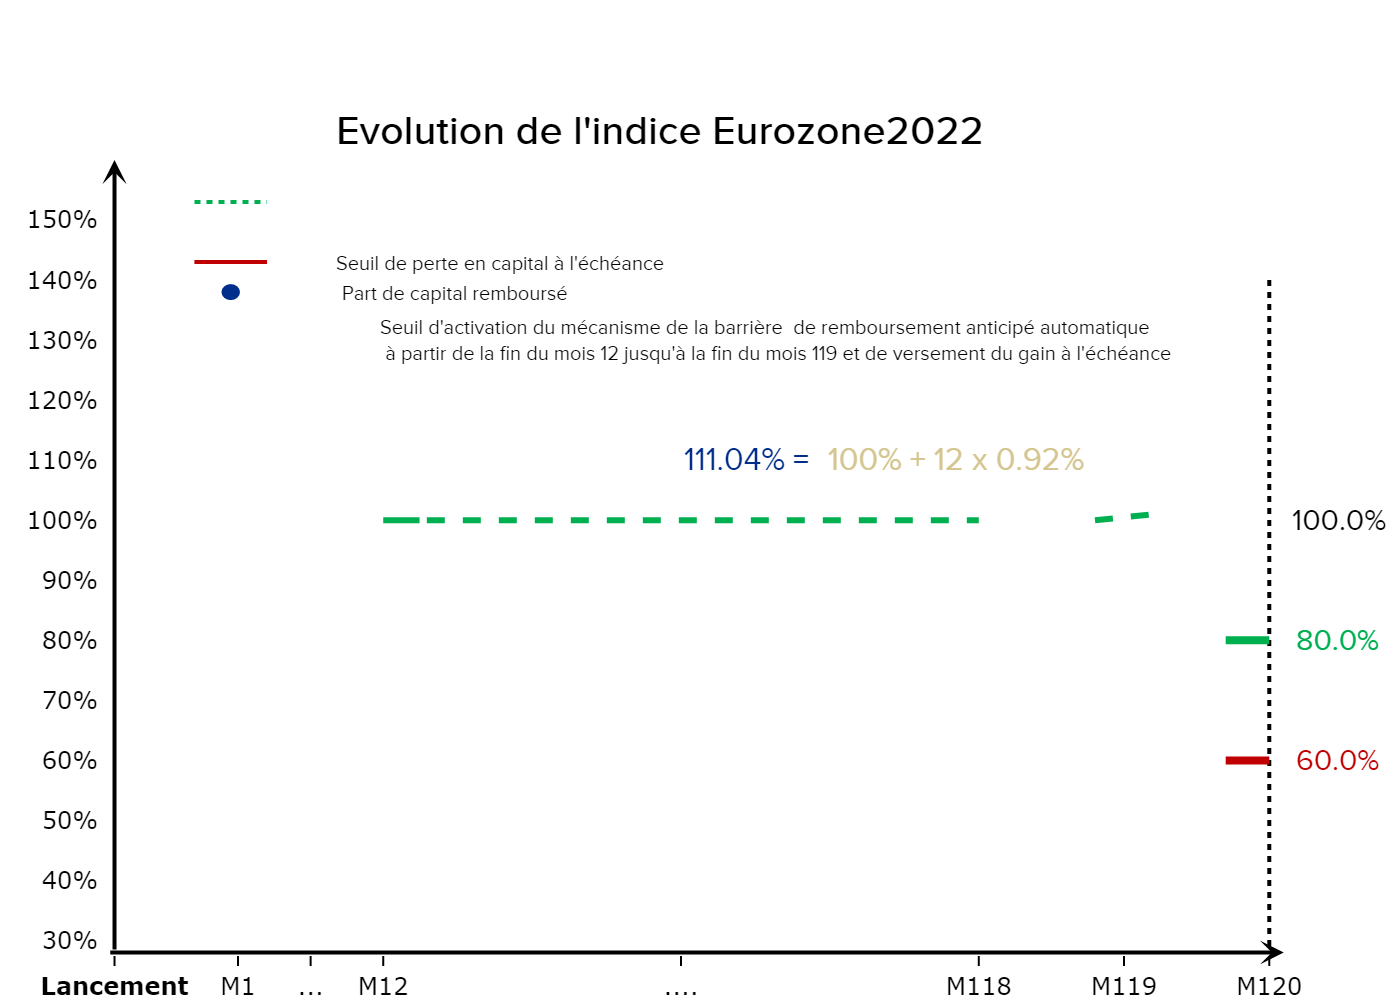 Evolution de l'indice Eurozone2022
150%
Seuil de perte en capital à l'échéance
140%
Part de capital remboursé
Seuil d'activation du mécanisme de la barrière  de remboursement anticipé automatique
130%
à partir de la fin du mois 12 jusqu'à la fin du mois 119 et de versement du gain à l'échéance
120%
110%
111.04% = 100% + 12 x 0.92%
100%
100.0%
90%
80%
80.0%
70%
60%
60.0%
50%
40%
30%
Lancement M1 ... M12 .... M118 M119 M120